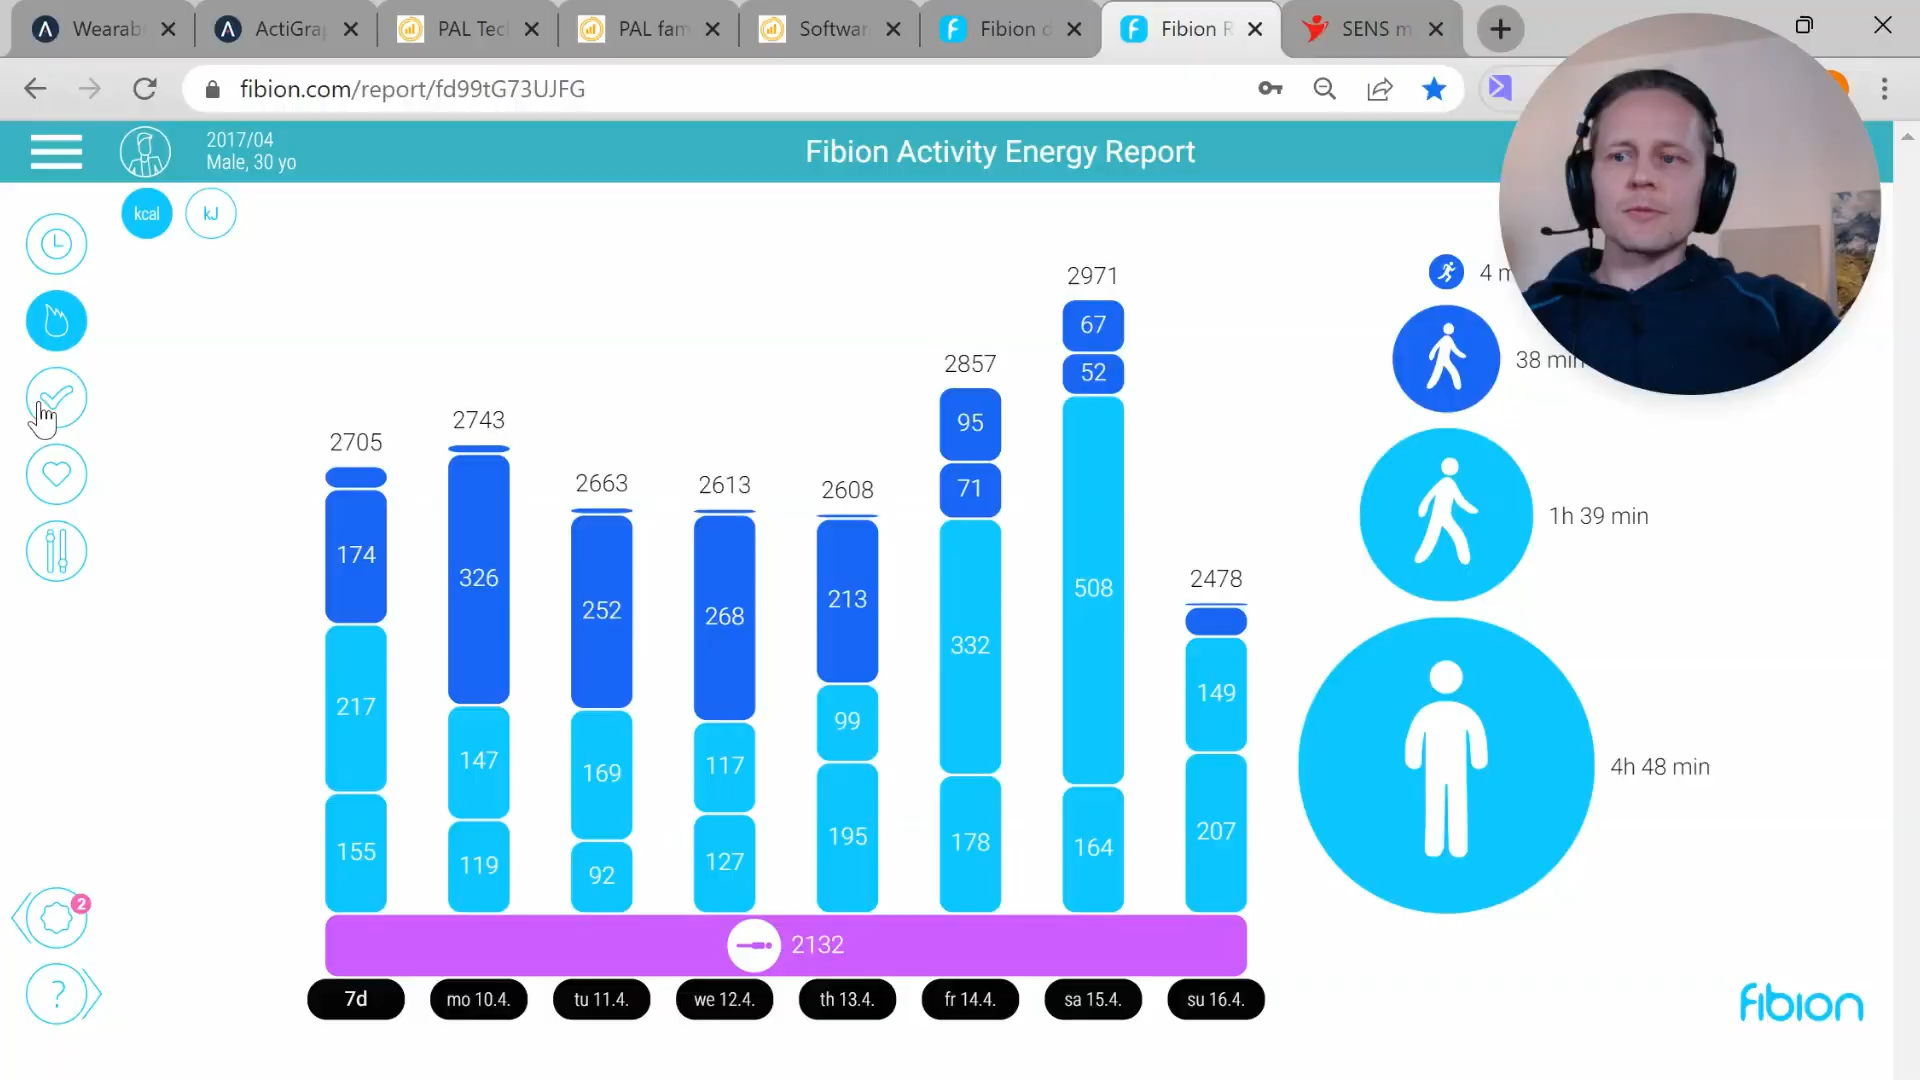 Wearab
ActiGra
PAL Tec
PAL fam
Softwar
Fibion d
Fibion R
SENS m
fibion.com/report/fd99tG73UJFG
2017/04
Male, 30 yo
Fibion Activity Energy Report
kcal
kJ
2705
2743
2663
2613
2608
2857
2971
2478
174
217
155
326
147
119
252
169
92
268
117
127
213
99
195
95
71
332
178
67
52
508
164
149
207
2132
7d
mo 10.4.
tu 11.4.
we 12.4.
th 13.4.
fr 14.4.
sa 15.4.
su 16.4.
4 m
38 min
1h 39 min
4h 48 min
2
?
fibion